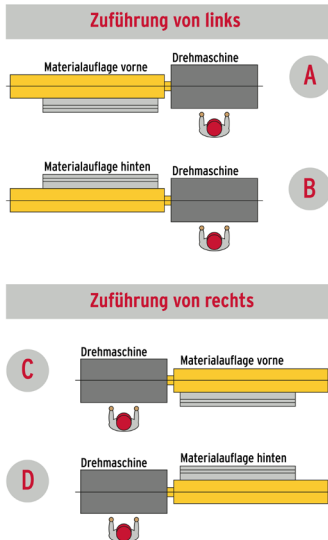 Zuführung von links
Materialauflage vorne
Drehmaschine
A
Materialauflage hinten
Drehmaschine
B
Zuführung von rechts
C
Drehmaschine
Materialauflage vorne
D
Drehmaschine
Materialauflage hinten